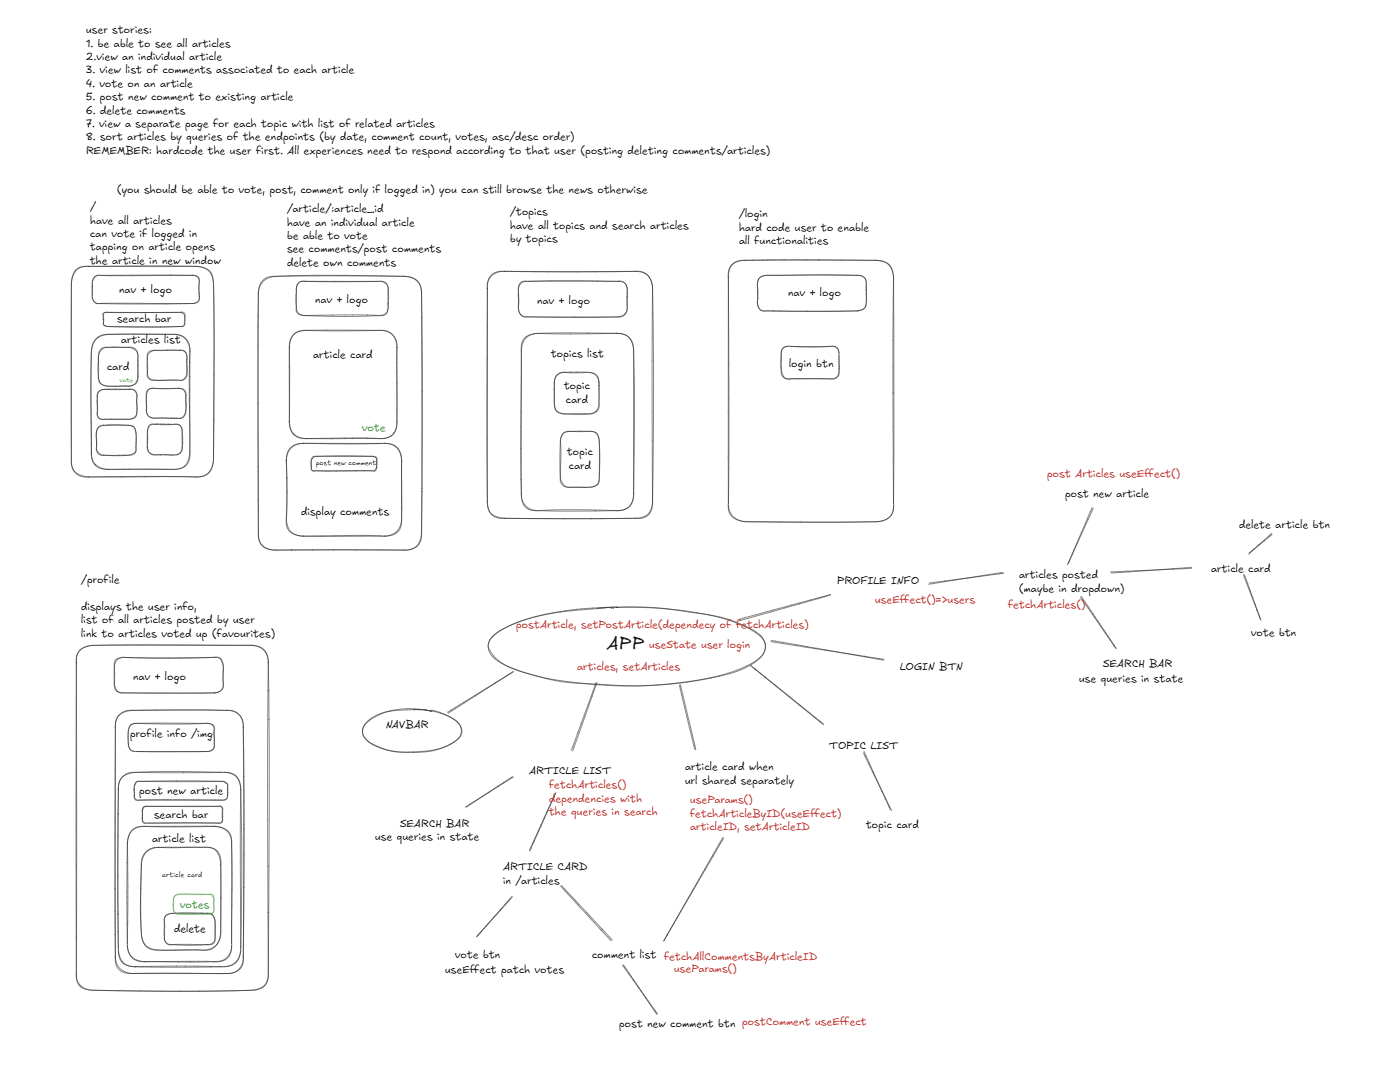 user stories:
1. be able to see all articles
2.view an individual article
3. view list of comments associated to each article
4. vote on an article
5. post new comment to existing article
6. delete comments
7. view a separate page for each topic with list of related articles
8. sort articles by queries of the endpoints (by date, comment count, votes, asc/desc order)
REMEMBER: hardcode the user first. All experiences need to respond according to that user (posting deleting comments/articles)
(you should be able to vote, post, comment only if logged in) you can still browse the news otherwise
/
have all articles
can vote if logged in
tapping on article opens
the article in new window
nav + logo
search bar
articles list
card
vote
/article/:article_id
have an individual article
be able to vote
see comments/post comments
delete own comments
nav + logo
article card
vote
post new comment
display comments
/topics
have all topics and search articles
by topics
nav + logo
topics list
topic
card
topic
card
/login
hard code user to enable
all functionalities
nav + logo
login btn
/profile
displays the user info,
list of all articles posted by user
link to articles voted up (favourites)
nav + logo
profile info /img
post new article
search bar
article list
article card
votes
delete
postArticle, setPostArticle(dependecy of fetchArticles)
APP useState user login
articles, setArticles
NAVBAR
ARTICLE LIST
fetchArticles()
dependencies with
the queries in search
SEARCH BAR
use queries in state
ARTICLE CARD
in /articles
vote btn
useEffect patch votes
comment list fetchAllCommentsByArticleID
useParams()
post new comment btn postComment useEffect
article card when
url shared separately
useParams()
fetchArticleByID(useEffect)
articleID, setArticleID
TOPIC LIST
topic card
LOGIN BTN
PROFILE INFO
useEffect()=>users
articles posted
(maybe in dropdown)
fetchArticles()
post Articles useEffect()
post new article
article card
delete article btn
vote btn
SEARCH BAR
use queries in state